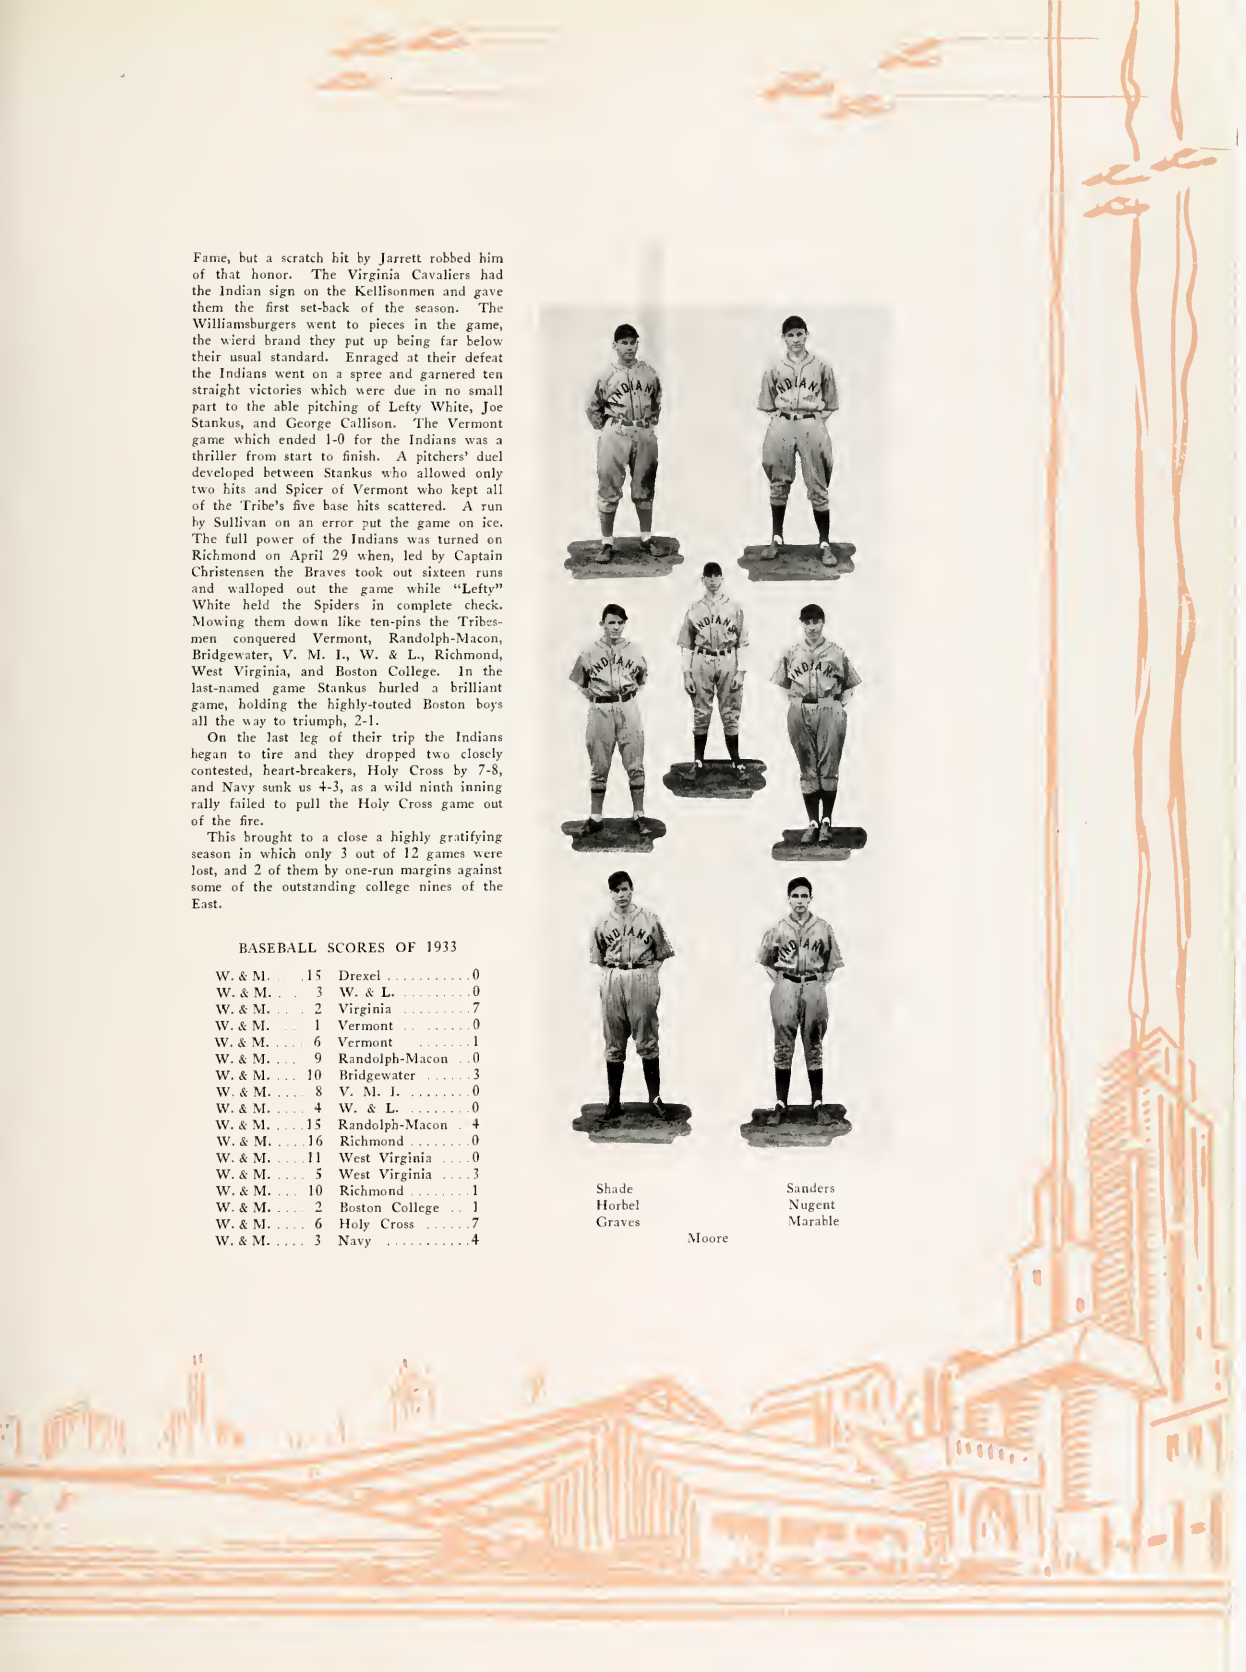 Fame, but a scratch hit by Jarrett robbed him
of that honor. The Virginia Cavaliers had
the Indian sign on the Kellisonmen and gave
them the first set-back of the season. The
Williamsburgers went to pieces in the game,
the wierd brand they put up being far below
their usual standard. Enraged at their defeat
the Indians went on a spree and garnered ten
straight victories which were due in no small
part to the able pitching of Lefty White, Joe
Stankus, and George Callison. The Vermont
game which ended 1-0 for the Indians was a
thriller from start to finish. A pitchers' duel
developed between Stankus who allowed only
two hits and Spicer of Vermont who kept all
of the Tribe's five base hits scattered. A run
by Sullivan on an error put the game on ice.
The full power of the Indians was turned on
Richmond on April 29 when, led by Captain
Christensen the Braves took out sixteen runs
and walloped out the game while "Lefty"
White held the Spiders in complete check.
Mowing them down like ten-pins the Tribes-
men conquered Vermont, Randolph-Macon,
Bridgewater, V. M. I., W. & L., Richmond,
West Virginia, and Boston College. In the
last-named game Stankus hurled a brilliant
game, holding the highly-touted Boston boys
all the way to triumph, 2-1.
On the last leg of their trip the Indians
began to tire and they dropped two closely
contested, heart-breakers, Holy Cross by 7-8,
and Navy sunk us 4-3, as a wild ninth inning
rally failed to pull the Holy Cross game out
of the fire.
This brought to a close a highly gratifying
season in which only 3 out of 12 games were
lost, and 2 of them by one-run margins against
some of the outstanding college nines of the
East.
BASEBALL SCORES OF 1933
W. & M. . 15 Drexel . . . . . . . . . . . 0
W. & M. . . 3 W. & L. . . . . . . . . . 0
W. & M. . . . 2 Virginia . . . . . . . . . 7
W. & M. 1 Vermont . . . . . . . . 0
W. & M. . . . 6 Vermont . . . . . . . 1
W. & M. . . . 9 Randolph-Macon . . 0
W. & M. . . . 10 Bridgewater . . . . . . 3
W. & M. . . . 8 V. M. I. . . . . . . . . 0
W. & M. . . . . 4 W. & L. . . . . . . . . 0
W. & M. . . . . 15 Randolph-Macon . 4
W. & M. . . . . 16 Richmond . . . . . . . . 0
W. & M. . . . . 11 West Virginia . . . . 0
W. & M. . . . . 5 West Virginia . . . . 3
W. & M. . . . 10 Richmond . . . . . . . . 1
W. & M. . . . . 2 Boston College . . 1
W. & M. . . . . 6 Holy Cross . . . . . . 7
W. & M. . . . . 3 Navy . . . . . . . . . . . 4
INDIANS
INDIANS
INDIANS
INDIANS
INDIANS
INDIANS
INDIANS
Shade Sanders
Horbel Nugent
Graves Marable
Moore